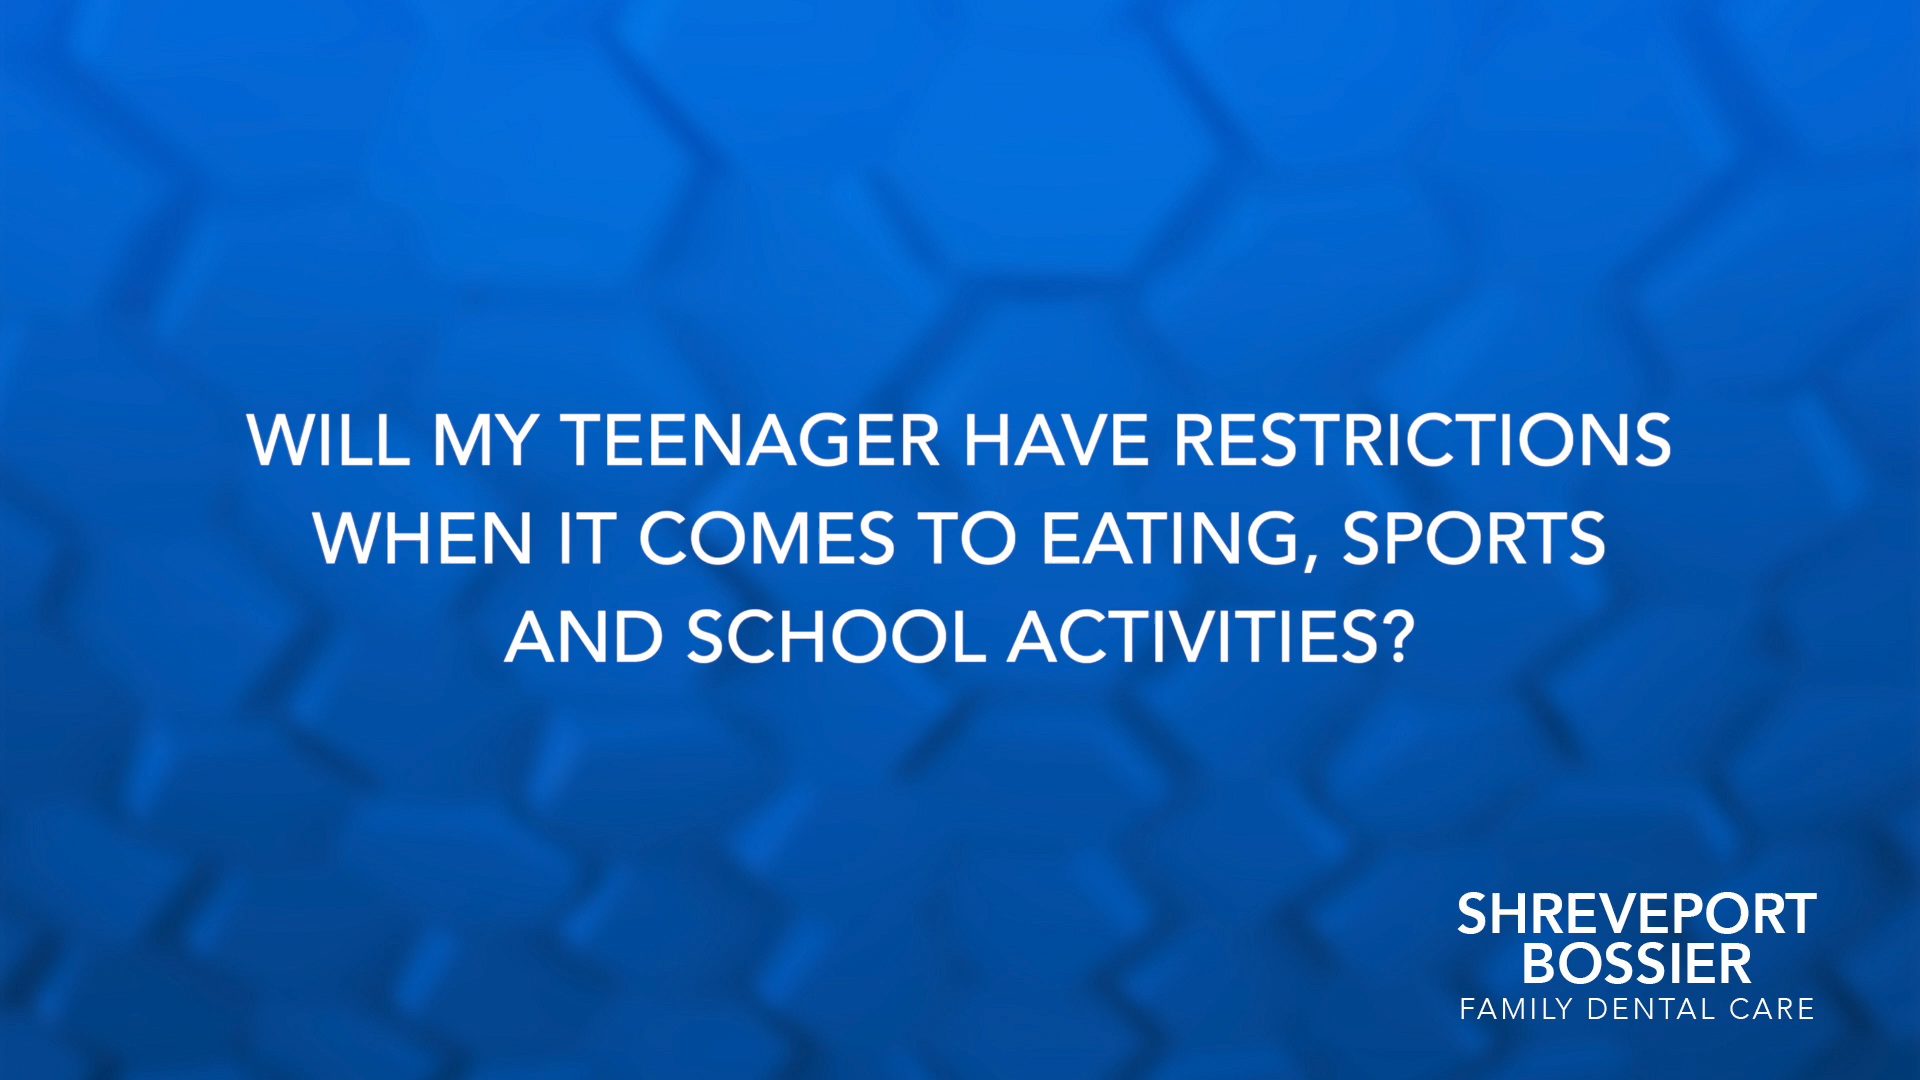 WILL MY TEENAGER HAVE RESTRICTIONS
WHEN IT COMES TO EATING, SPORTS
AND SCHOOL ACTIVITIES?
SHREVEPORT
BOSSIER
FAMILY DENTAL CARE